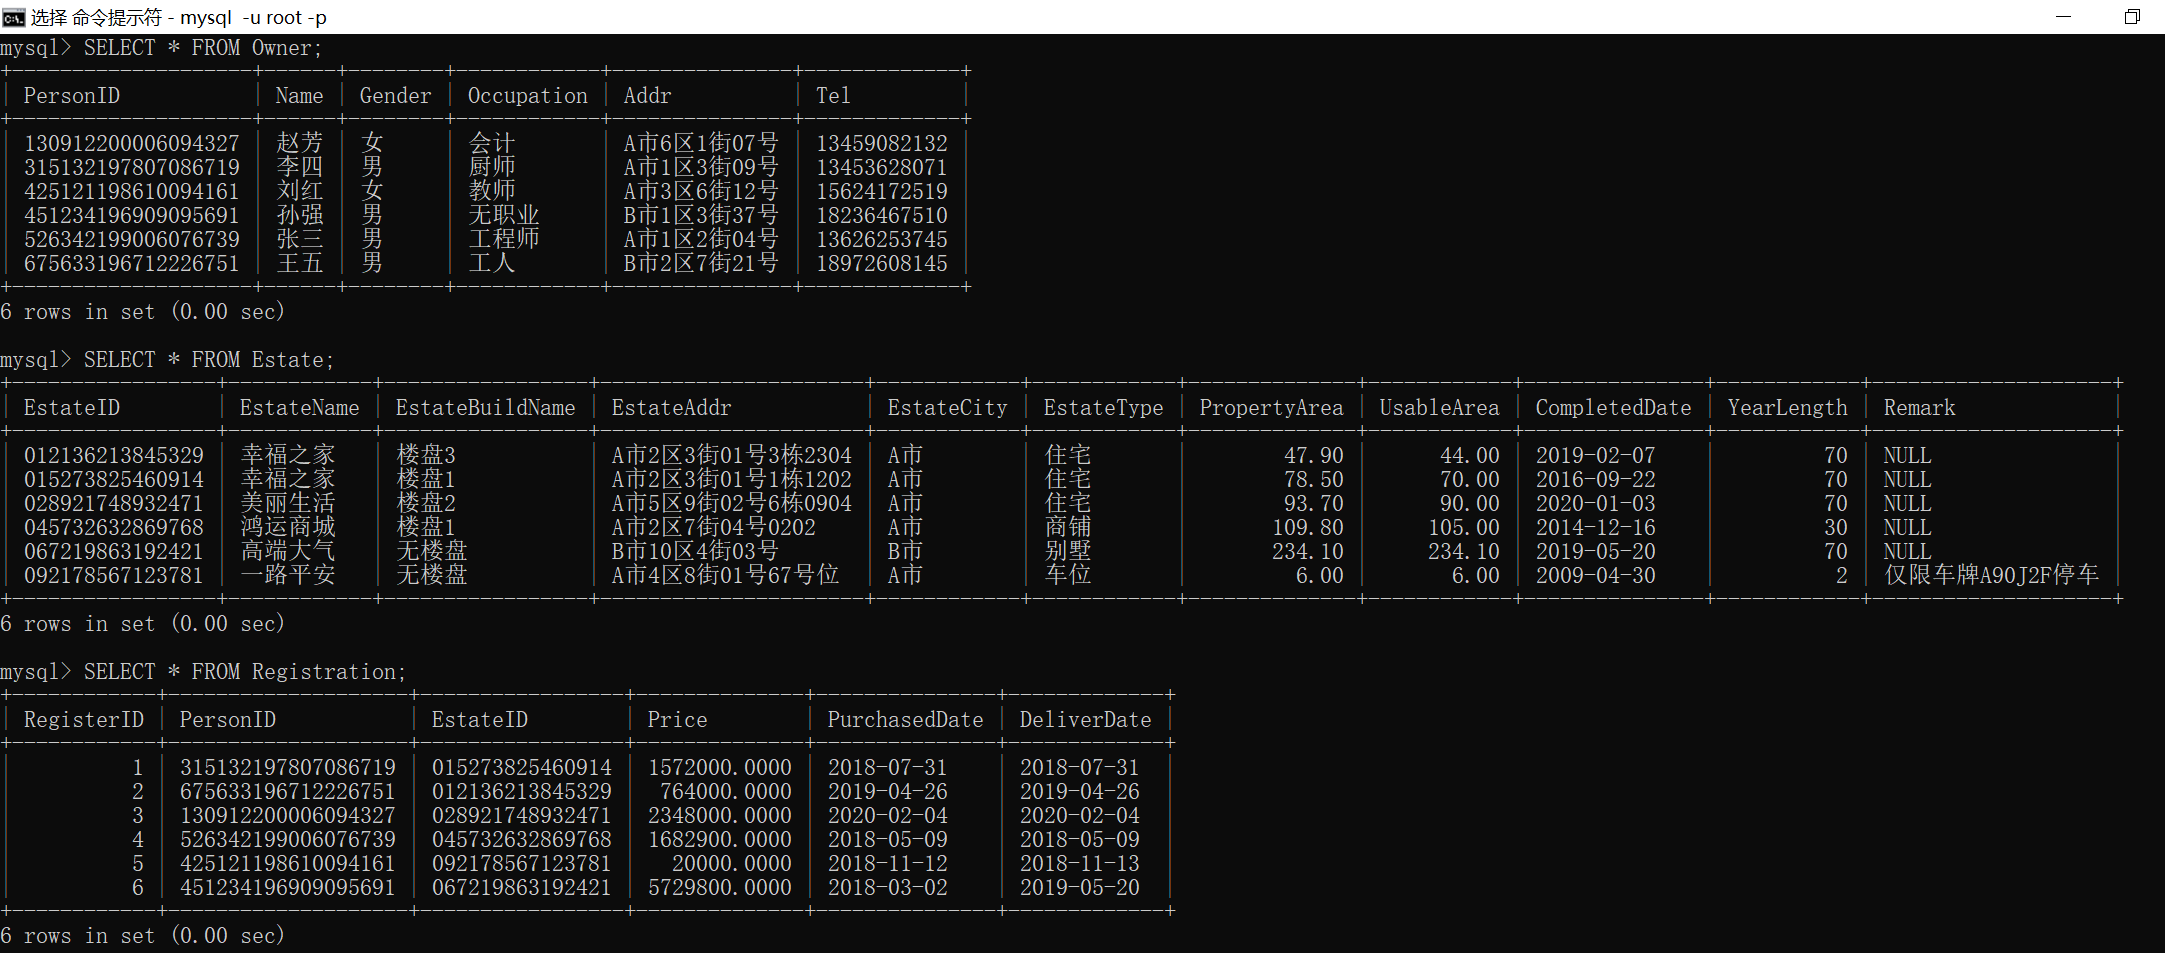 选择 命令提示符 - mysql  -u root -p
mysql> SELECT * FROM Owner;
+--------------------+------+--------+------------+--------------+-------------+
| PersonID           | Name | Gender | Occupation | Addr         | Tel         |
+--------------------+------+--------+------------+--------------+-------------+
| 130912200006094327 | 赵芳 | 女     | 会计       | A市6区1街07号 | 13459082132 |
| 315132197807086719 | 李四 | 男     | 厨师       | A市1区3街09号 | 13453628071 |
| 425121198610094161 | 刘红 | 女     | 教师       | A市3区6街12号 | 15624172519 |
| 451234196909095691 | 孙强 | 男     | 无职业     | B市1区3街37号 | 18236467510 |
| 526342199006076739 | 张三 | 男     | 工程师     | A市1区2街04号 | 13626253745 |
| 675633196712226751 | 王五 | 男     | 工人       | B市2区7街21号 | 18972608145 |
+--------------------+------+--------+------------+--------------+-------------+
6 rows in set (0.00 sec)
mysql> SELECT * FROM Estate;
+-----------------+------------+-----------------+----------------------+------------+------------+--------------+------------+---------------+------------+--------------------+
| EstateID        | EstateName | EstateBuildName | EstateAddr           | EstateCity | EstateType | PropertyArea | UsableArea | CompletedDate | YearLength | Remark             |
+-----------------+------------+-----------------+----------------------+------------+------------+--------------+------------+---------------+------------+--------------------+
| 012136213845329 | 幸福之家   | 楼盘3           | A市2区3街01号3栋2304 | A市        | 住宅       |        47.90 |      44.00 | 2019-02-07    |         70 | NULL               |
| 015273825460914 | 幸福之家   | 楼盘1           | A市2区3街01号1栋1202 | A市        | 住宅       |        78.50 |      70.00 | 2016-09-22    |         70 | NULL               |
| 028921748932471 | 美丽生活   | 楼盘2           | A市5区9街02号6栋0904 | A市        | 住宅       |        93.70 |      90.00 | 2020-01-03    |         70 | NULL               |
| 045732632869768 | 鸿运商城   | 楼盘1           | A市2区7街04号0202    | A市        | 商铺       |       109.80 |     105.00 | 2014-12-16    |         30 | NULL               |
| 067219863192421 | 高端大气   | 无楼盘          | B市10区4街03号       | B市        | 别墅       |       234.10 |     234.10 | 2019-05-20    |         70 | NULL               |
| 092178567123781 | 一路平安   | 无楼盘          | A市4区8街01号67号位  | A市        | 车位       |         6.00 |       6.00 | 2009-04-30    |          2 | 仅限车牌A90J2F停车 |
+-----------------+------------+-----------------+----------------------+------------+------------+--------------+------------+---------------+------------+--------------------+
6 rows in set (0.00 sec)
mysql> SELECT * FROM Registration;
+------------+--------------------+-----------------+--------------+---------------+-------------+
| RegisterID | PersonID           | EstateID        | Price        | PurchasedDate | DeliverDate |
+------------+--------------------+-----------------+--------------+---------------+-------------+
|          1 | 315132197807086719 | 015273825460914 | 1572000.0000 | 2018-07-31    | 2018-07-31  |
|          2 | 675633196712226751 | 012136213845329 |  764000.0000 | 2019-04-26    | 2019-04-26  |
|          3 | 130912200006094327 | 028921748932471 | 2348000.0000 | 2020-02-04    | 2020-02-04  |
|          4 | 526342199006076739 | 045732632869768 | 1682900.0000 | 2018-05-09    | 2018-05-09  |
|          5 | 425121198610094161 | 092178567123781 |   20000.0000 | 2018-11-12    | 2018-11-13  |
|          6 | 451234196909095691 | 067219863192421 | 5729800.0000 | 2018-03-02    | 2019-05-20  |
+------------+--------------------+-----------------+--------------+---------------+-------------+
6 rows in set (0.00 sec)